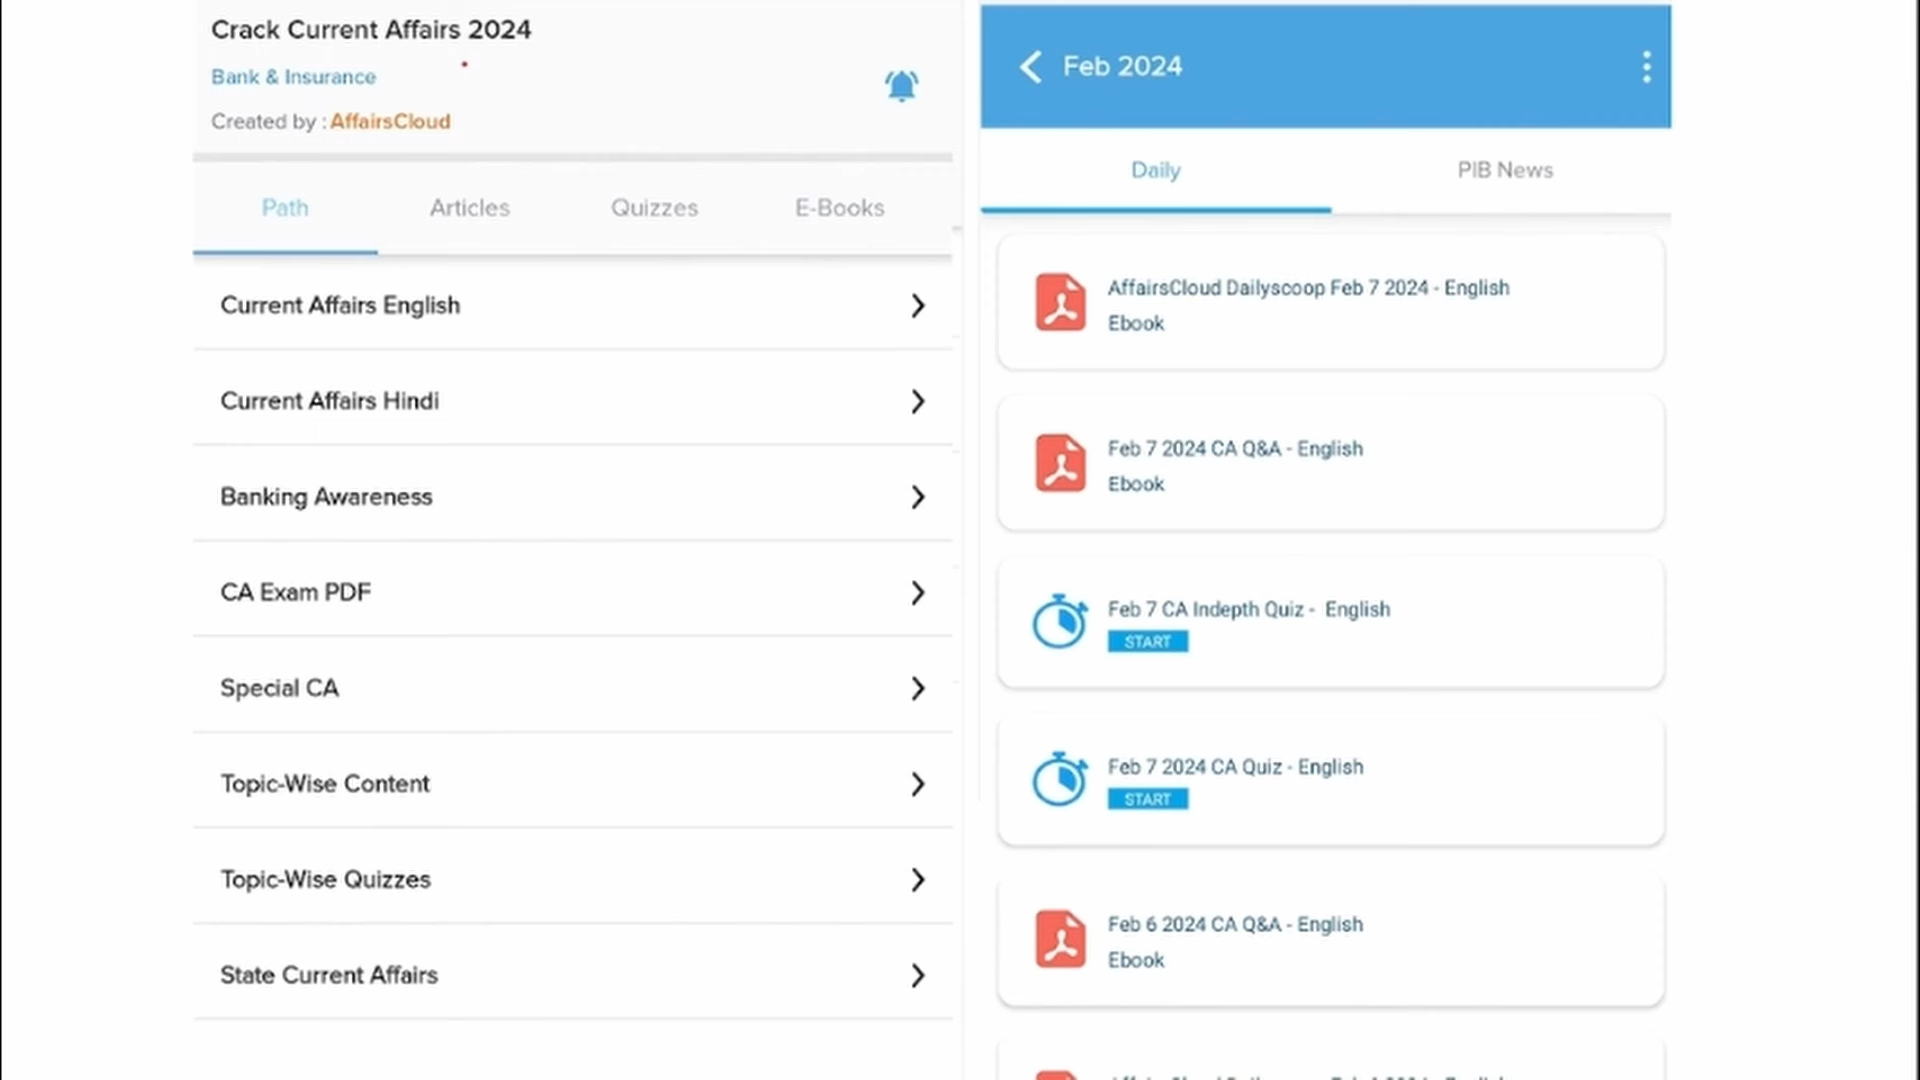 Crack Current Affairs 2024
Bank & Insurance
Created by : AffairsCloud
Path
Articles
Quizzes
E-Books
Current Affairs English
Current Affairs Hindi
Banking Awareness
CA Exam PDF
Special CA
Topic-Wise Content
Topic-Wise Quizzes
State Current Affairs
Feb 2024
Daily
PIB News
AffairsCloud Dailyscoop Feb 7 2024 - English
Ebook
Feb 7 2024 CA Q&A - English
Ebook
Feb 7 CA Indepth Quiz - English
START
Feb 7 2024 CA Quiz - English
START
Feb 6 2024 CA Q&A - English
Ebook